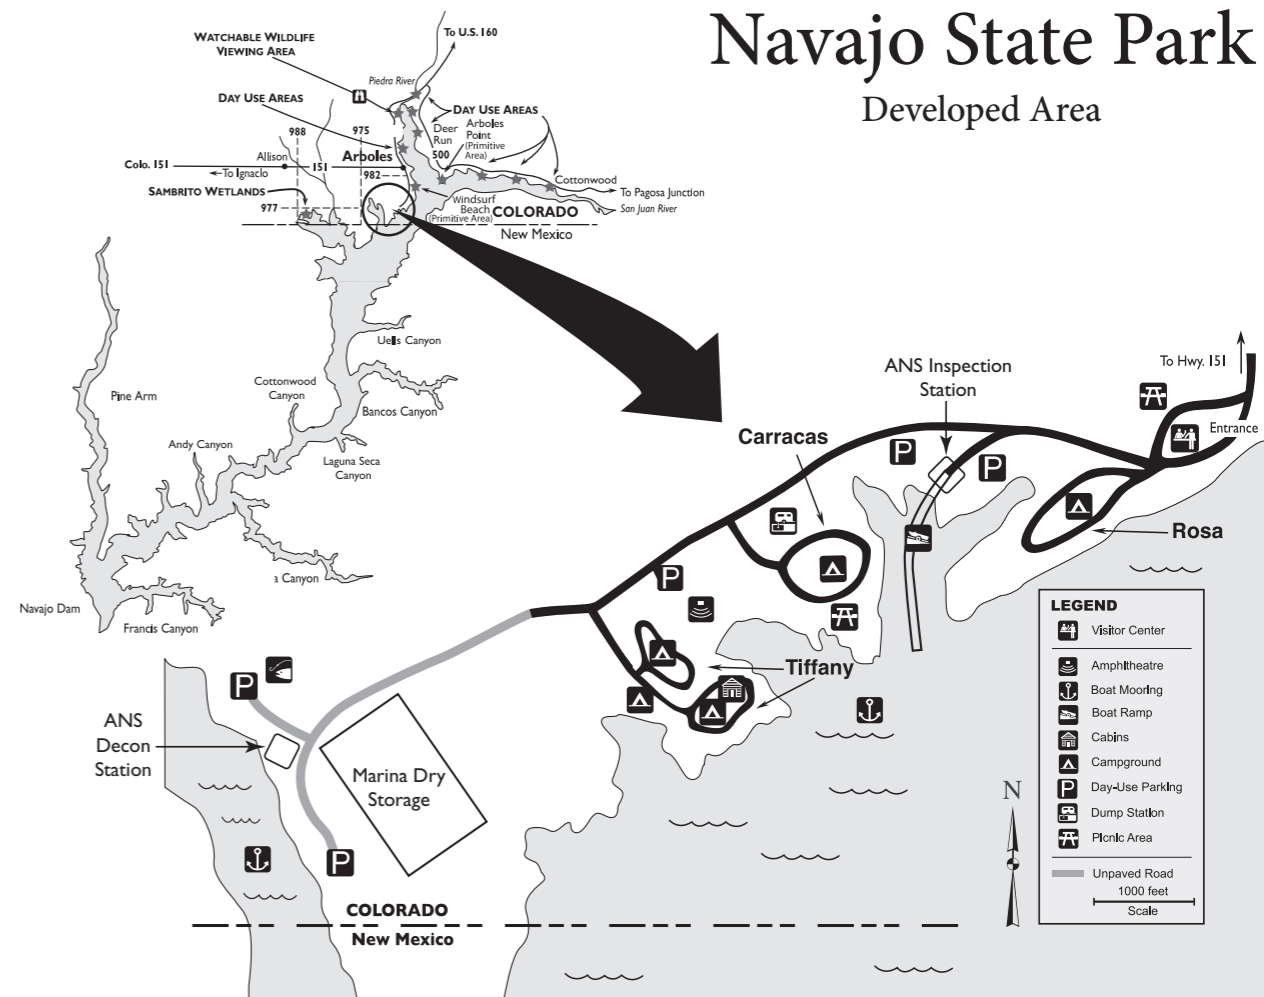 Navajo State Park
Developed Area
WATCHABLE WILDLIFE
VIEWING AREA
To U.S. 160
Piedra River
DAY USE AREAS
DAY USE AREAS
Deer
Run
Arboles
Point
(Primitive
Area)
988
975
500
Colo. 151
Allison
151
Arboles
To Ignacio
982
SAMBRITO WETLANDS
977
Cottonwood
To Pagosa Junction
San Juan River
Windsurf
Beach
(Primitive Area)
COLORADO
New Mexico
Uells Canyon
Pine Arm
Cottonwood
Canyon
Bancos Canyon
Andy Canyon
Laguna Seca
Canyon
a Canyon
Navajo Dam
Francis Canyon
To Hwy. 151
ANS Inspection
Station
Entrance
Carracas
P
P
Rosa
P
Tiffany
P
ANS
Decon
Station
Marina Dry
Storage
P
COLORADO
New Mexico
N
LEGEND
Visitor Center
Amphitheatre
Boat Mooring
Boat Ramp
Cabins
Campground
P Day-Use Parking
Dump Station
Picnic Area
Unpaved Road
1000 feet
Scale